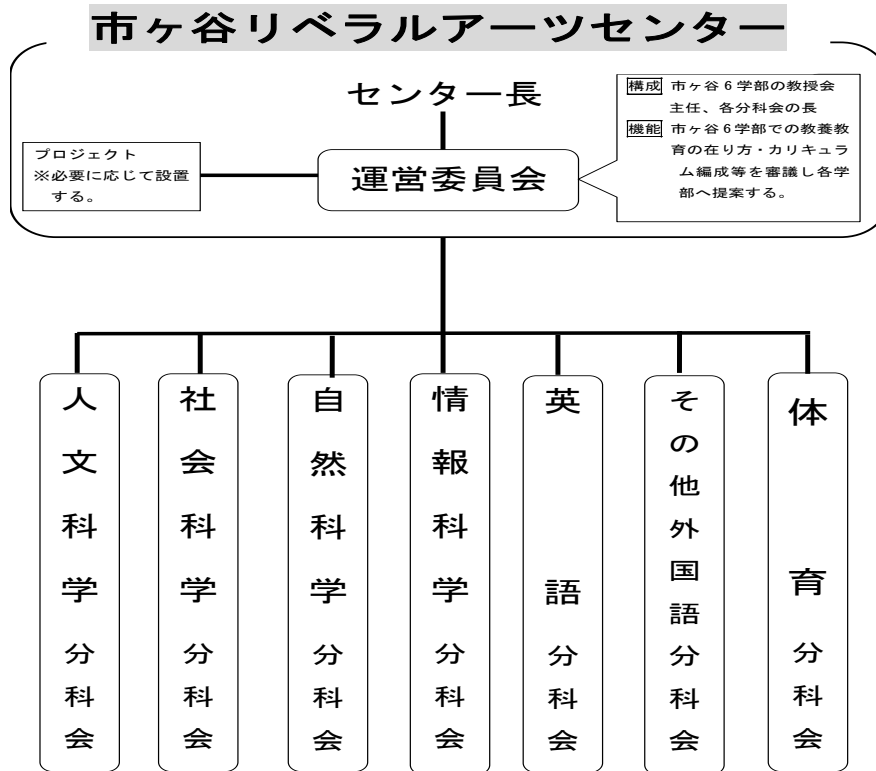 市ヶ谷リベラルアーツセンター
センター長
構成 市ヶ谷6学部の教授会
主任、各分科会の長
機能 市ヶ谷6学部での教養教
育の在り方・カリキュラ
ム編成等を審議し各学
部へ提案する。
プロジェクト
※必要に応じて設置
する。
運営委員会
人文科学分科会
社会科学分科会
自然科学分科会
情報科学分科会
英語分科会
その他外国語分科会
体育分科会